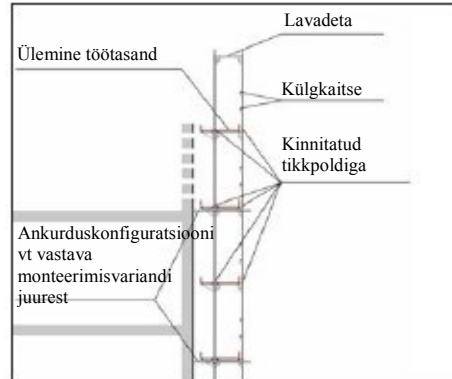 Lavadeta
Ülemine töötasand
Külgkaitse
Kinnitatud
tikkpoldiga
Ankurduskonfiguratsiooni
vt vastava
monteerimisvariandi
juurest